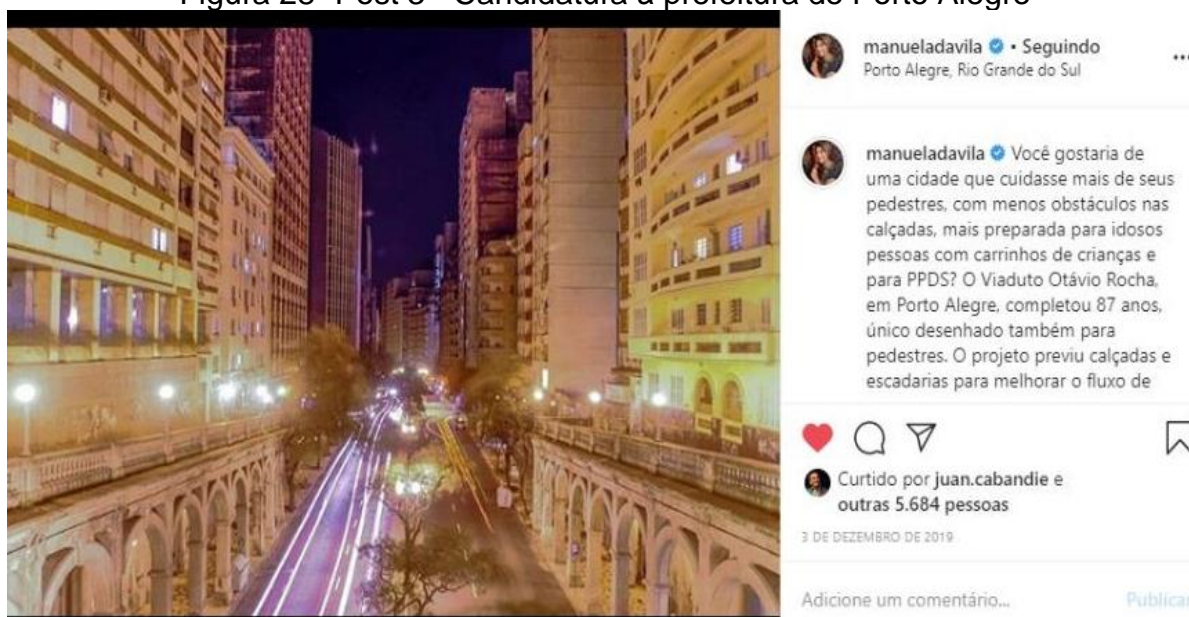 manueladavila • Seguindo
Porto Alegre, Rio Grande do Sul
manueladavila Você gostaria de
uma cidade que cuidasse mais de seus
pedestres, com menos obstáculos nas
calçadas, mais preparada para idosos
pessoas com carrinhos de crianças e
para PPDS? O Viaduto Otávio Rocha,
em Porto Alegre, completou 87 anos,
único desenhado também para
pedestres. O projeto previu calçadas e
escadarias para melhorar o fluxo de
Curtido por juan.cabandie e
outras 5.684 pessoas
3 DE DEZEMBRO DE 2019
Adicione um comentário... Publicar